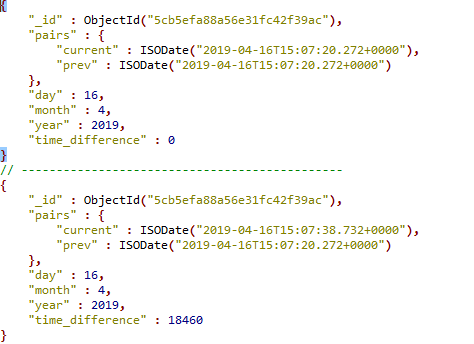 {
"_id" : ObjectId("5cb5efa88a56e31fc42f39ac"),
"pairs" : {
"current" : ISODate("2019-04-16T15:07:20.272+0000"),
"prev" : ISODate("2019-04-16T15:07:20.272+0000")
},
"day" : 16,
"month" : 4,
"year" : 2019,
"time_difference" : 0
}
// ----------------------------------------------
{
"_id" : ObjectId("5cb5efa88a56e31fc42f39ac"),
"pairs" : {
"current" : ISODate("2019-04-16T15:07:38.732+0000"),
"prev" : ISODate("2019-04-16T15:07:20.272+0000")
},
"day" : 16,
"month" : 4,
"year" : 2019,
"time_difference" : 18460
}